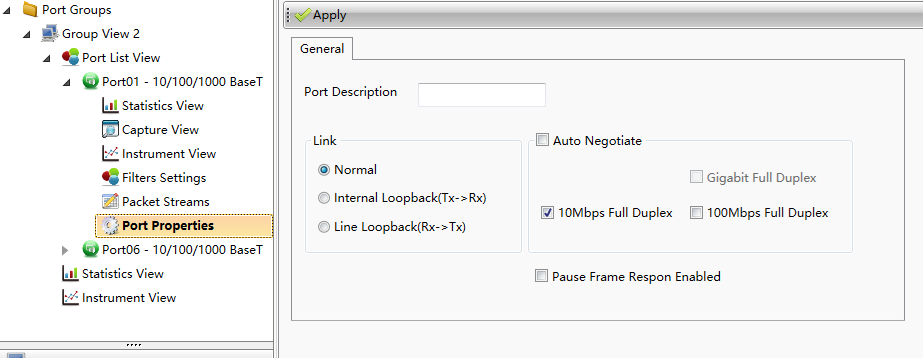 Port Groups
Group View 2
Port List View
Port01 - 10/100/1000 BaseT
Statistics View
Capture View
Instrument View
Filters Settings
Packet Streams
Port Properties
Port06 - 10/100/1000 BaseT
Statistics View
Instrument View
Apply
General
Port Description
Link
Normal
Internal Loopback(Tx->Rx)
Line Loopback(Rx->Tx)
Auto Negotiate
Gigabit Full Duplex
10Mbps Full Duplex
100Mbps Full Duplex
Pause Frame Respon Enabled